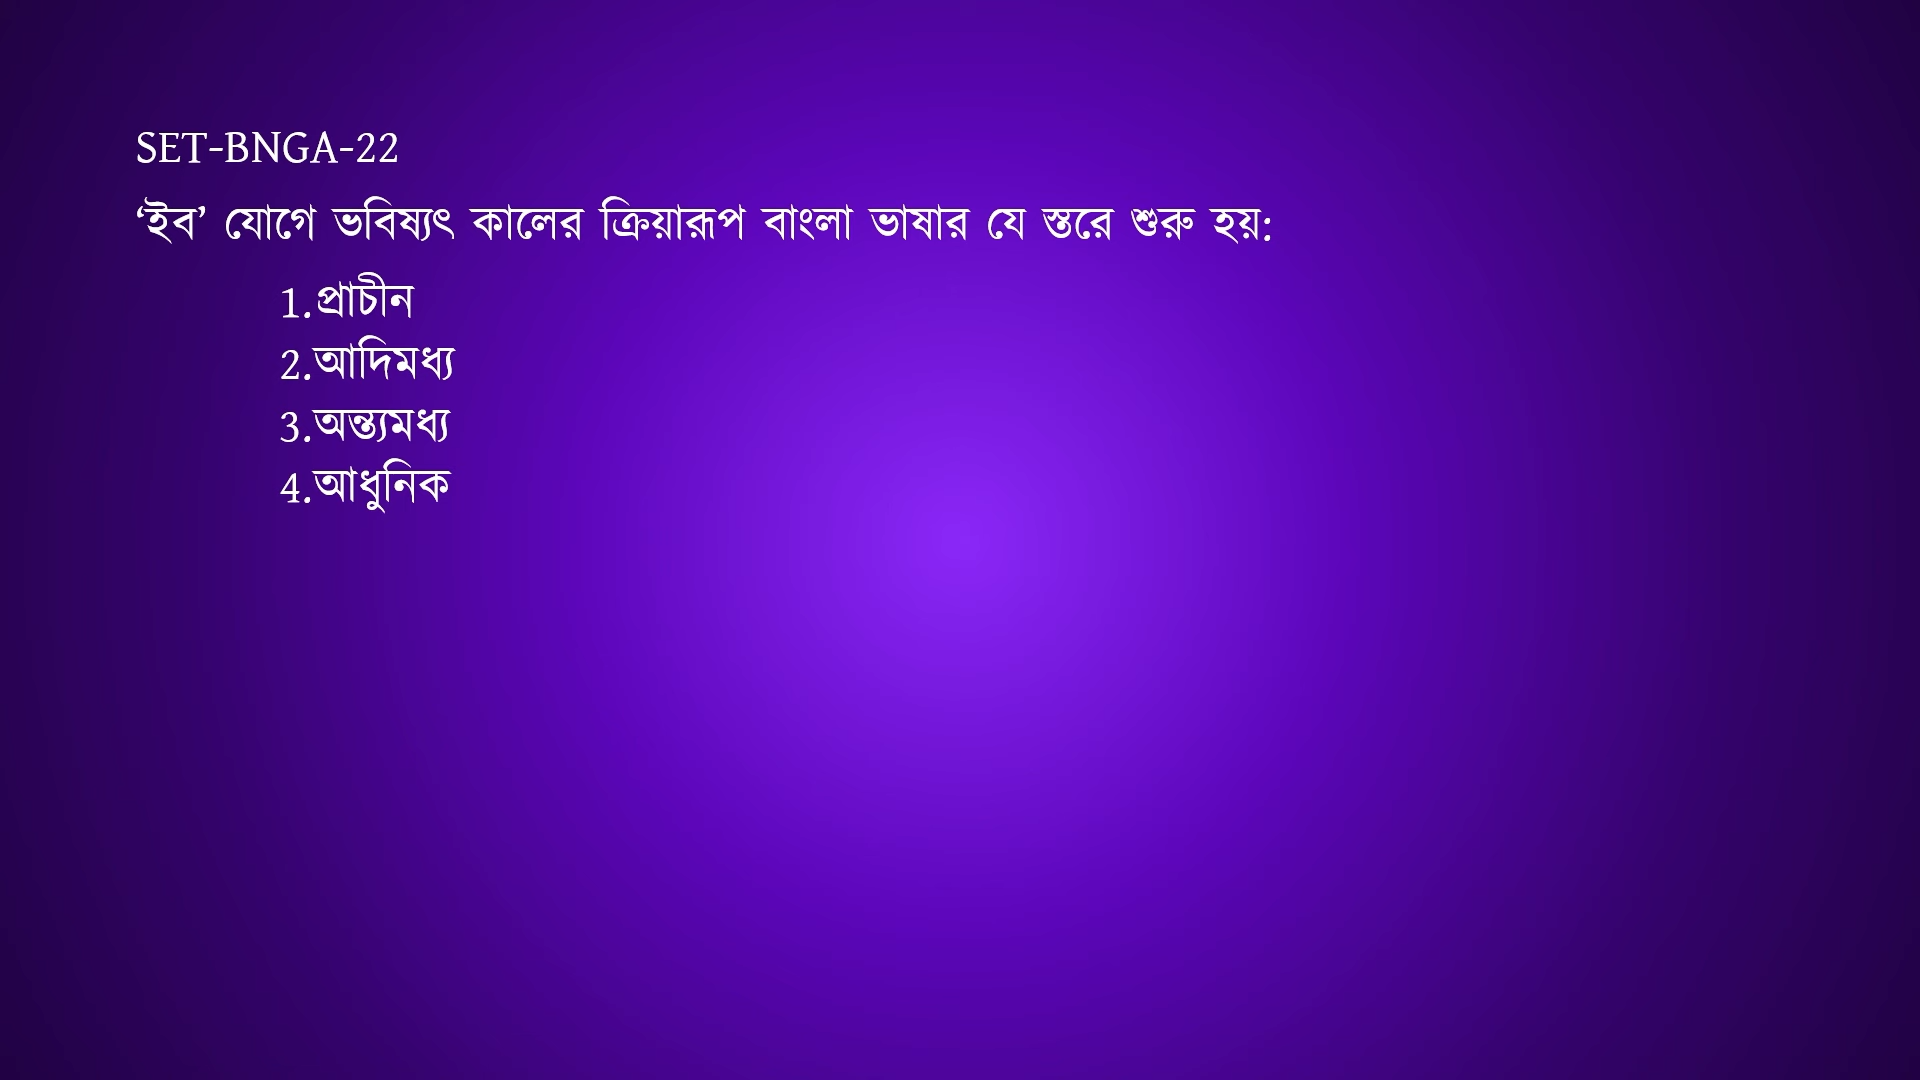 SET-BNGA-22
‘ইব’ যোগে ভবিষ্যৎ কালের ক্রিয়ারূপ বাংলা ভাষার যে স্তরে শুরু হয়:
1.প্রাচীন
2.আদিমধ্য
3.অন্ত্যমধ্য
4.আধুনিক